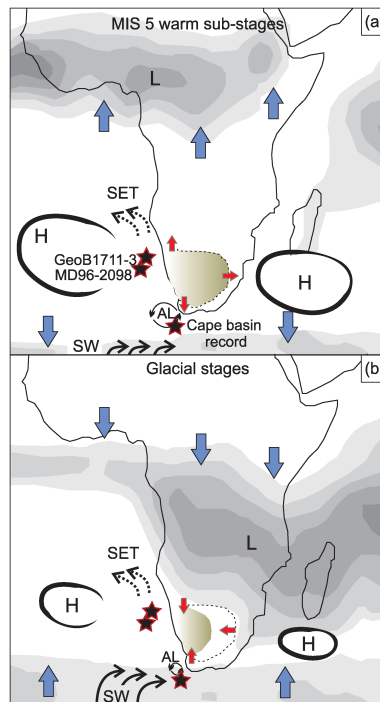 MIS 5 warm sub-stages
(a)
L
SET
H
GeoB1711-3
MD96-2098
H
AL
Cape basin
record
SW
Glacial stages
(b)
L
SET
H
H
AL
SW